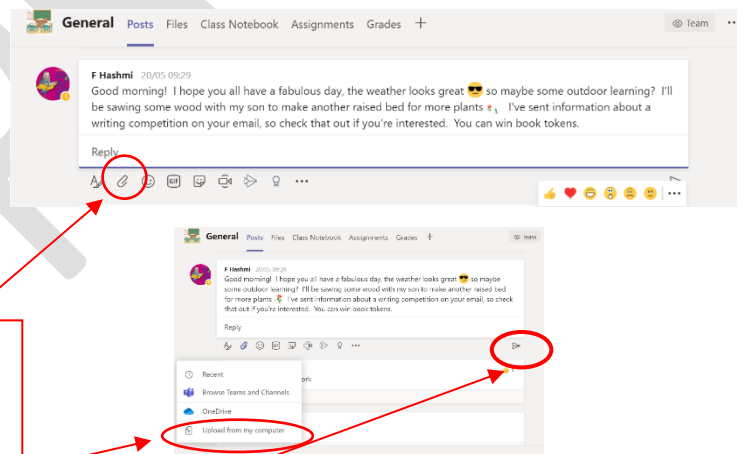 General Posts Files Class Notebook Assignments Grades + Team
F Hashmi 20/05 09:29
Good morning! I hope you all have a fabulous day, the weather looks great 😎 so maybe some outdoor learning? I'll
be sawing some wood with my son to make another raised bed for more plants 🌷 I've sent information about a
writing competition on your email, so check that out if you're interested. You can win book tokens.
Reply
GIF
General Posts Files Class Notebook Assignments Grades + Team
F Hashmi 20/05 09:29
Good morning! I hope you all have a fabulous day, the weather looks great 😎 so maybe
some outdoor learning? I'll be sawing some wood with my son to make another raised bed
for more plants 🌷 I've sent information about a writing competition on your email, so check
that out if you're interested. You can win book tokens.
Reply
GIF
Recent
Browse Teams and Channels
OneDrive
Upload from my computer